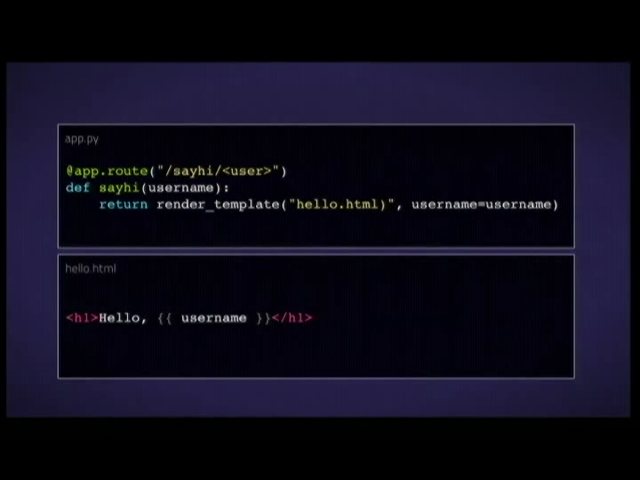 app.py
@app.route("/sayhi/<user>")
def sayhi(username):
    return render_template("hello.html)", username=username)
hello.html
<h1>Hello, {{ username }}</h1>